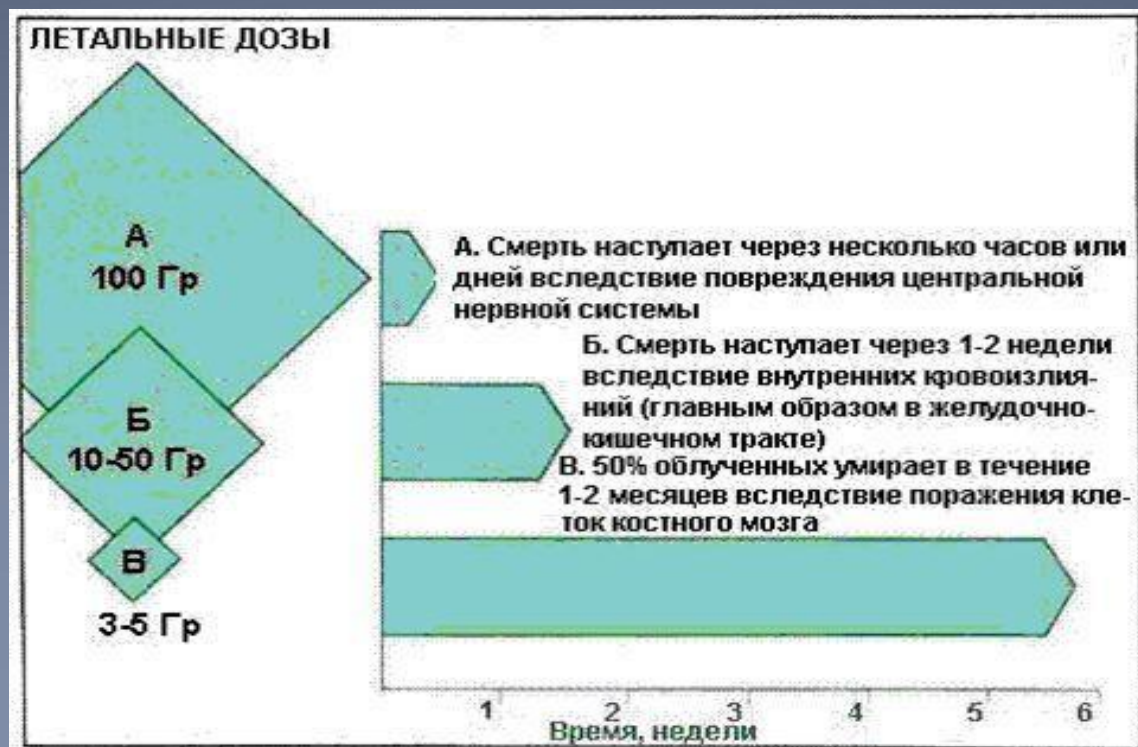 ЛЕТАЛЬНЫЕ ДОЗЫ
А
100 Гр
Б
10-50 Гр
В
3-5 Гр
А. Смерть наступает через несколько часов или
дней вследствие повреждения центральной
нервной системы
Б. Смерть наступает через 1-2 недели
вследствие внутренних кровоизлия-
ний (главным образом в желудочно-
кишечном тракте)
В. 50% облученных умирает в течение
1-2 месяцев вследствие поражения кле-
ток костного мозга
1 2 3 4 5 6
Время, недели